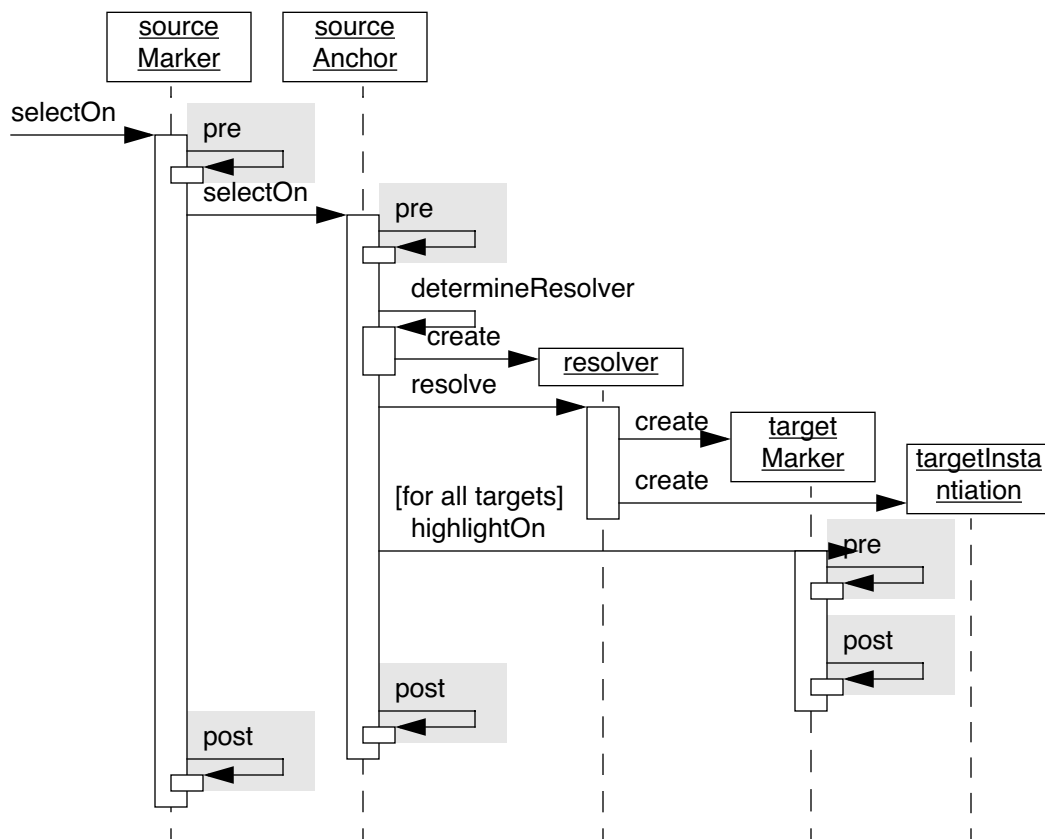 source
Marker
source
Anchor
selectOn
pre
selectOn
pre
determineResolver
create
resolver
resolve
create
target
Marker
create
targetInsta
ntiation
[for all targets]
highlightOn
pre
post
post
post